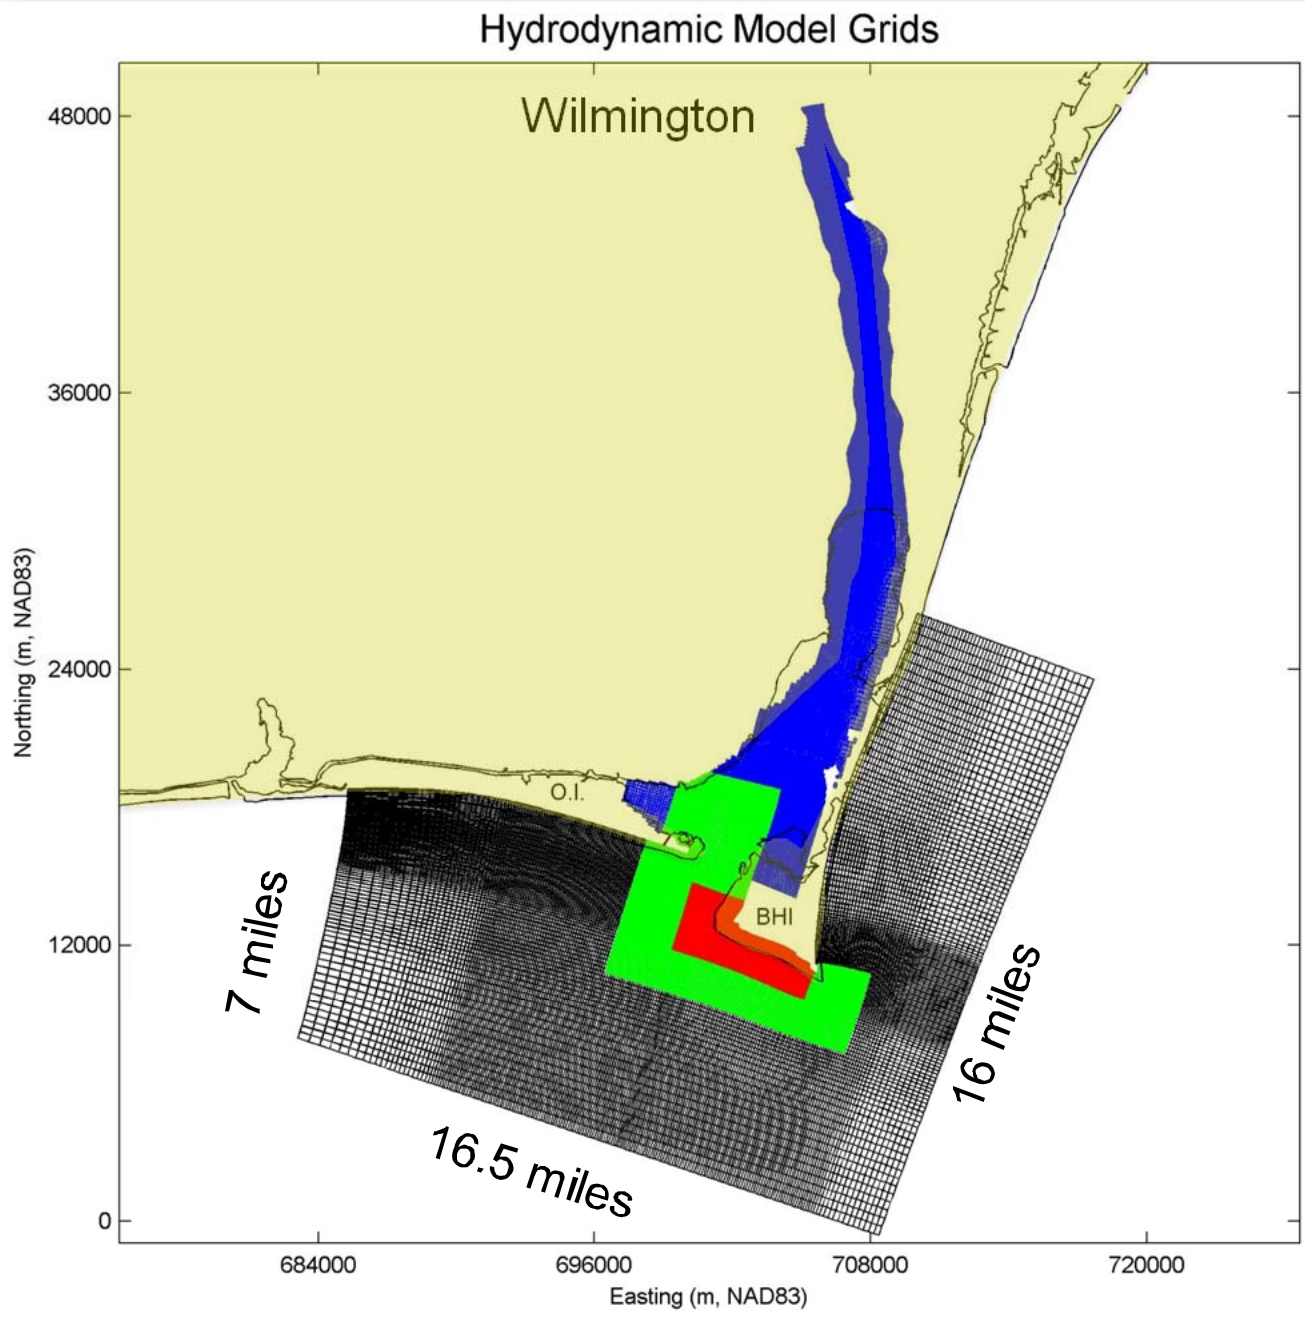 Hydrodynamic Model Grids
Wilmington
48000
36000
24000
12000
0
Northing (m, NAD83)
O.I.
BHI
7 miles
16 miles
16.5 miles
684000
696000
708000
720000
Easting (m, NAD83)